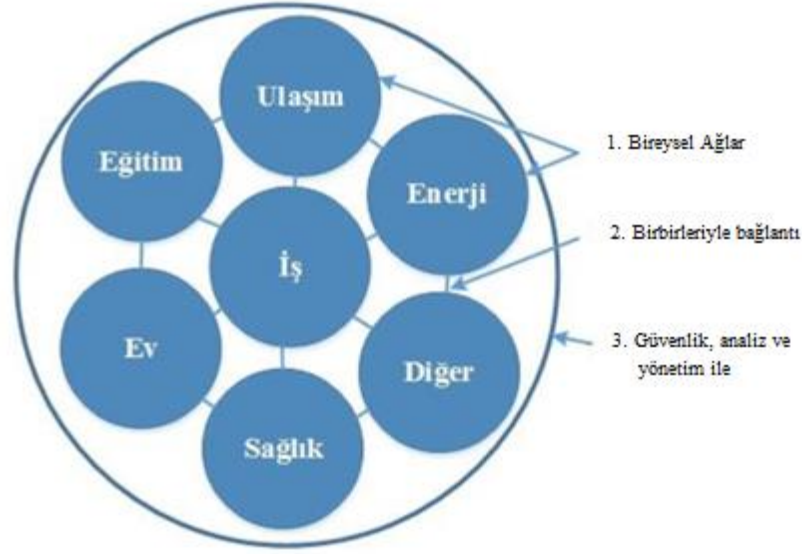 Ulaşım
Eğitim
Enerji
İş
Ev
Diğer
Sağlık
1. Bireysel Ağlar
2. Birbirleriyle bağlantı
3. Güvenlik, analiz ve
yönetim ile